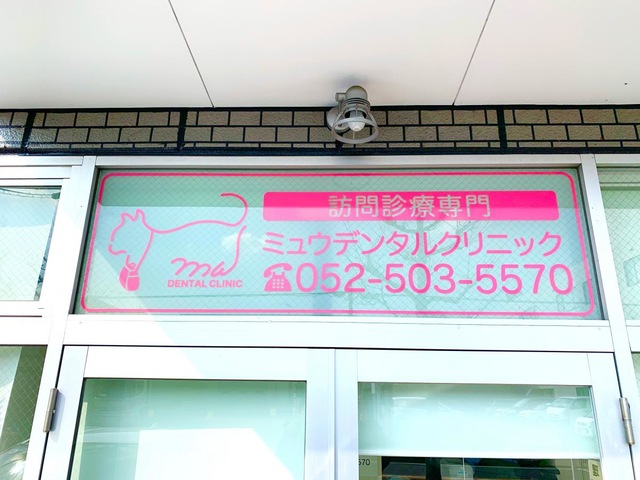 訪問診療専門
ミュウデンタルクリニック
☎052-503-5570
DENTAL CLINIC